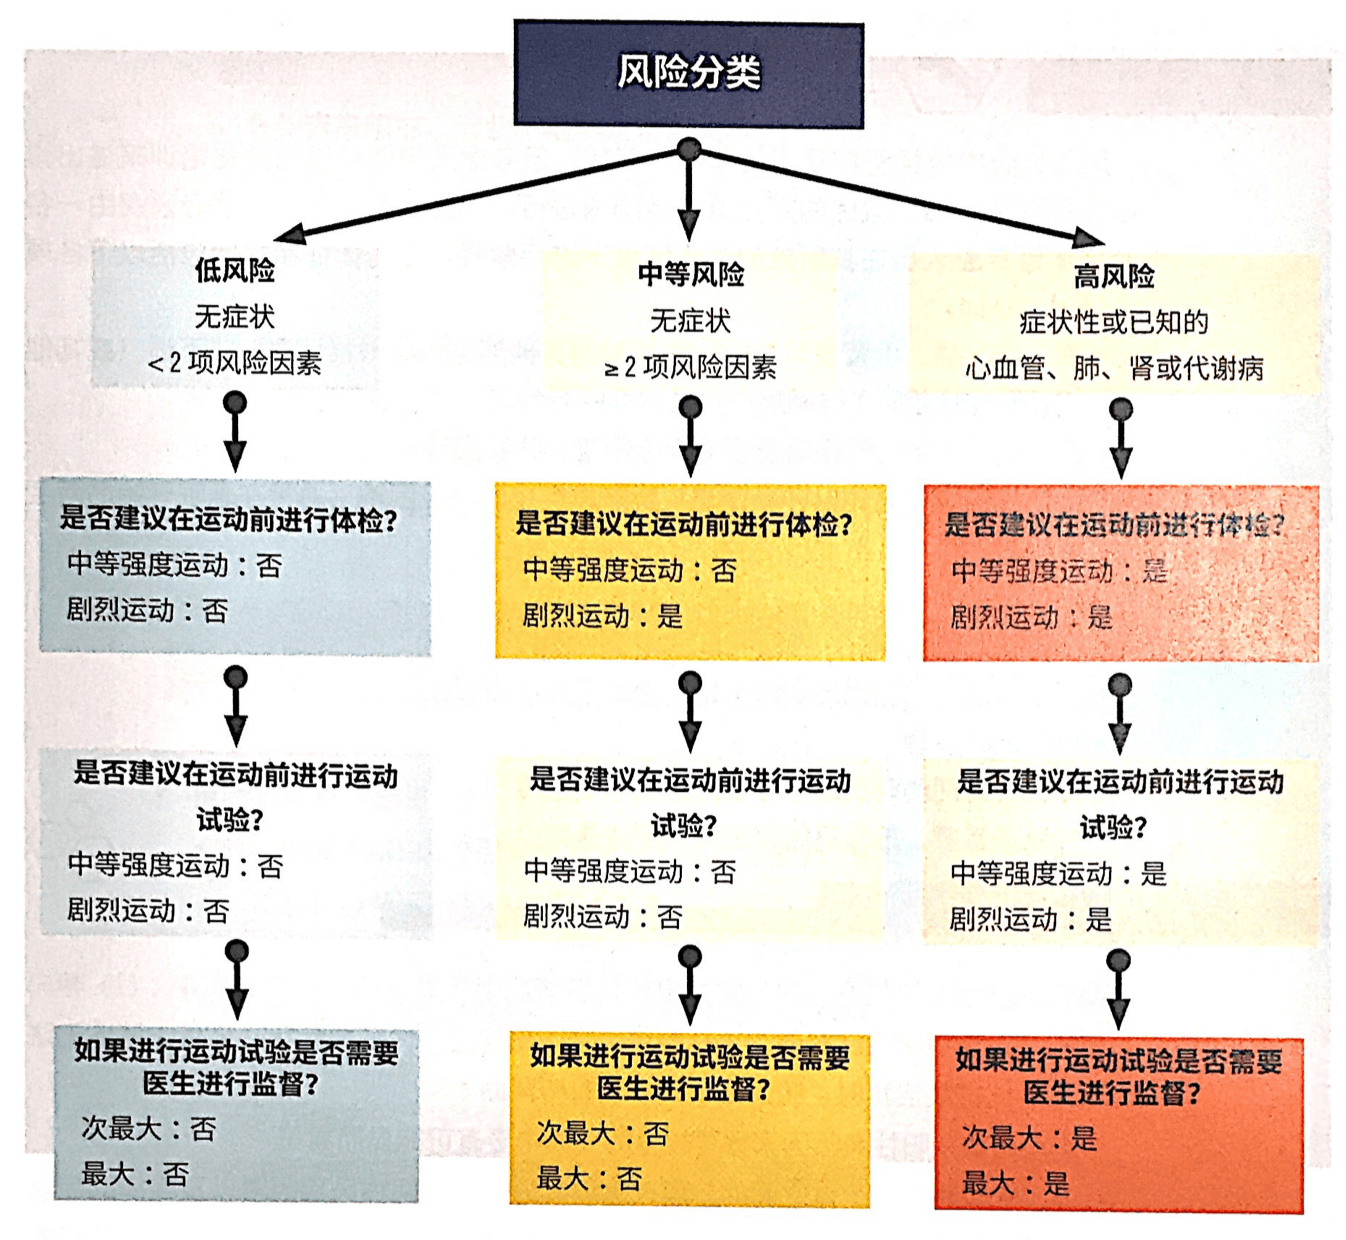 风险分类
低风险
无症状
<2 项风险因素
中等风险
无症状
≥2 项风险因素
高风险
症状性或已知的
心血管、肺、肾或代谢病
是否建议在运动前进行体检?
中等强度运动：否
剧烈运动：否
是否建议在运动前进行体检?
中等强度运动：否
剧烈运动：是
是否建议在运动前进行体检?
中等强度运动：是
剧烈运动：是
是否建议在运动前进行运动
试验?
中等强度运动：否
剧烈运动：否
是否建议在运动前进行运动
试验?
中等强度运动：否
剧烈运动：否
是否建议在运动前进行运动
试验?
中等强度运动：是
剧烈运动：是
如果进行运动试验是否需要
医生进行监督?
次最大：否
最大：否
如果进行运动试验是否需要
医生进行监督?
次最大：否
最大：否
如果进行运动试验是否需要
医生进行监督?
次最大：是
最大：是